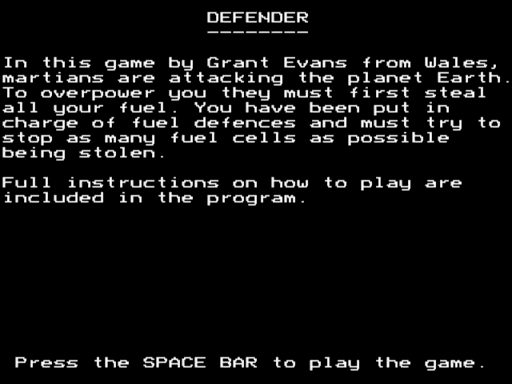 DEFENDER
--------
In this game by Grant Evans from Wales,
martians are attacking the planet Earth.
To overpower you they must first steal
all your fuel. You have been put in
charge of fuel defences and must try to
stop as many fuel cells as possible
being stolen.
Full instructions on how to play are
included in the program.
Press the SPACE BAR to play the game.